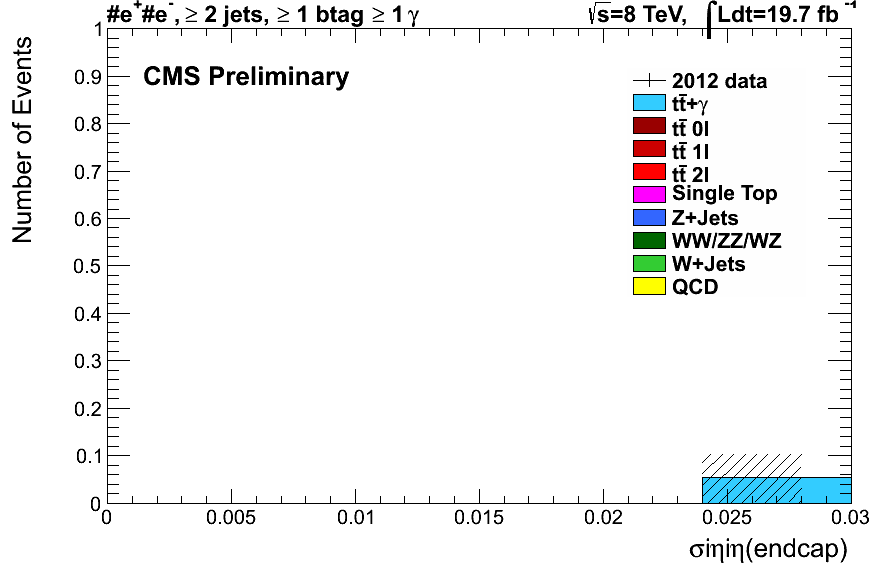 #e⁺#e⁻, ≥ 2 jets, ≥ 1 btag ≥ 1 γ
√s=8 TeV, ∫Ldt=19.7 fb⁻¹
CMS Preliminary
2012 data
tt̄+γ
tt̄ 0l
tt̄ 1l
tt̄ 2l
Single Top
Z+Jets
WW/ZZ/WZ
W+Jets
QCD
Number of Events
1
0.9
0.8
0.7
0.6
0.5
0.4
0.3
0.2
0.1
0
0 0.005 0.01 0.015 0.02 0.025 0.03
σiηiη(endcap)